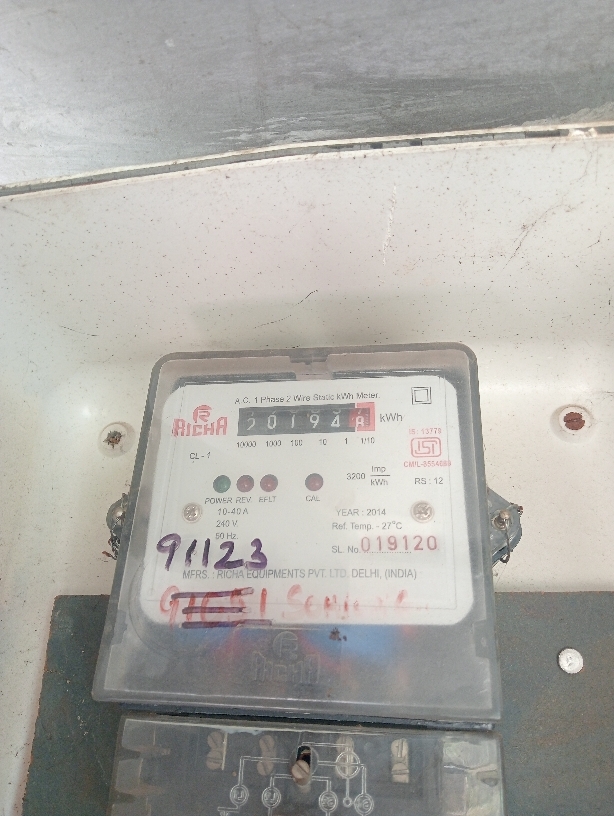 A.C. 1 Phase 2 Wire Static kWh Meter
RICHA
201948 kWh
10000 1000 100 10 1 1/10
IS : 13779
CL - 1
3200 Imp/kWh
RS : 12
POWER REV EFLT CAL
10-40 A
240 V.
50 Hz.
YEAR : 2014
Ref. Temp. - 27°C
SL. No. 019120
91123
MFRS. : RICHA EQUIPMENTS PVT. LTD. DELHI, (INDIA)
RICHA